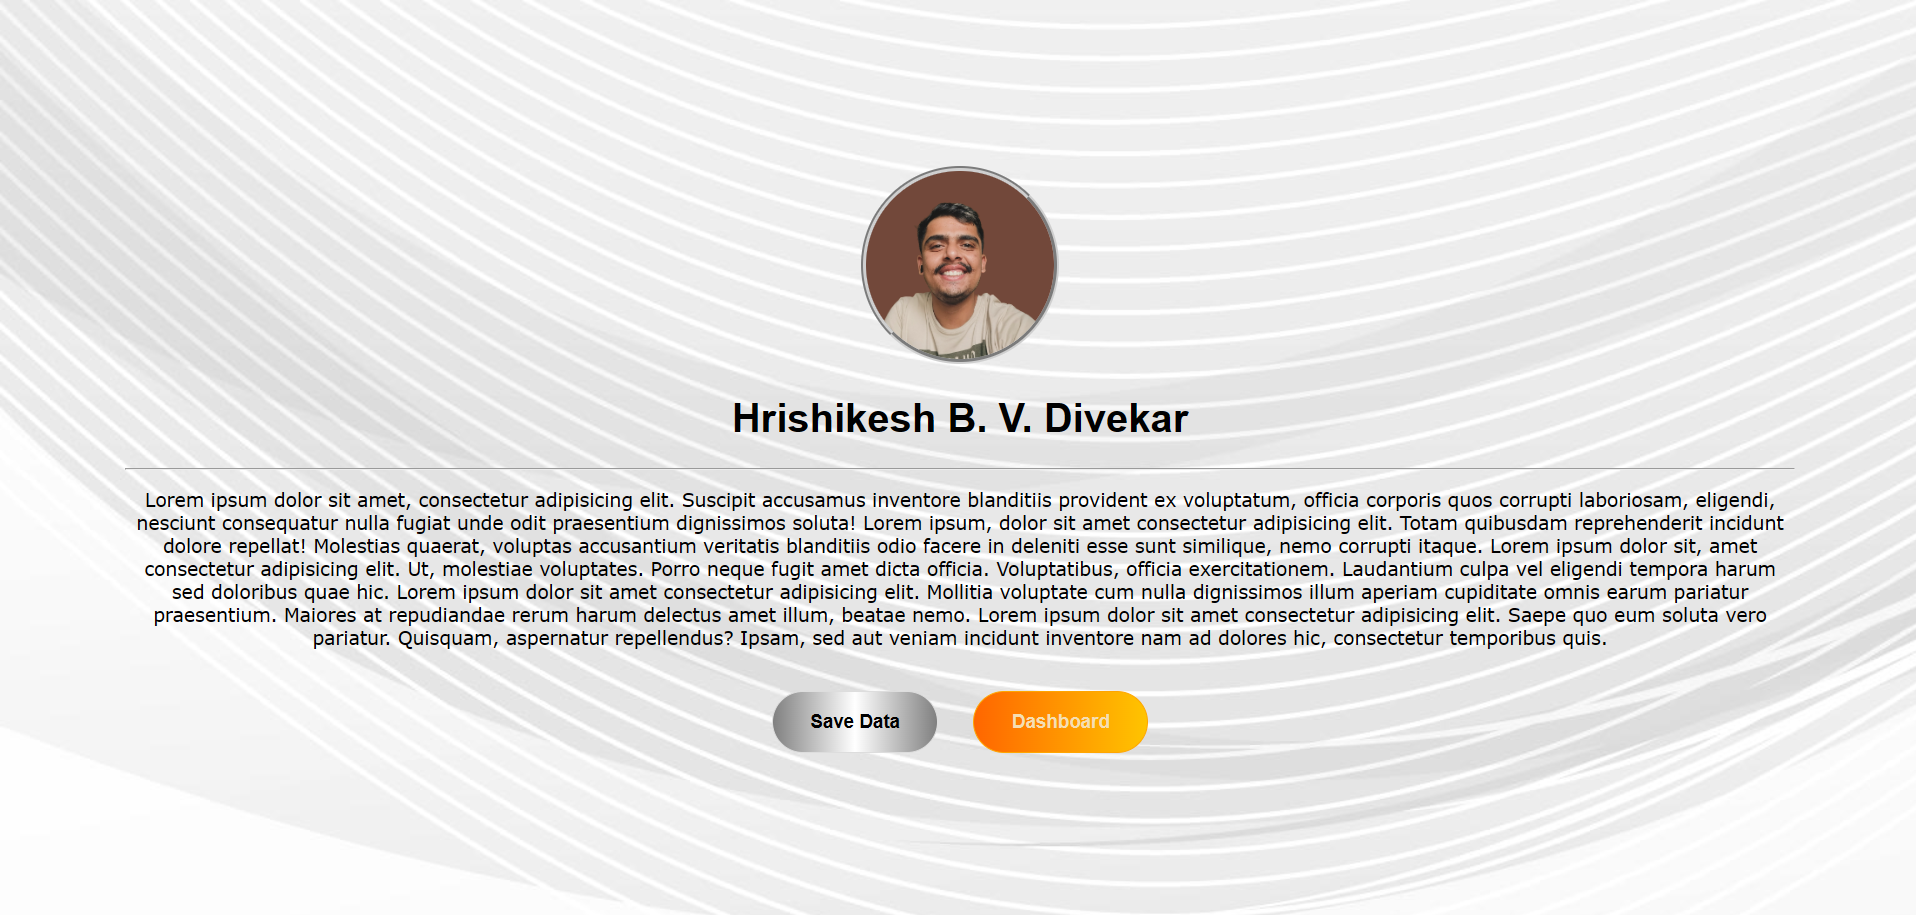 Hrishikesh B. V. Divekar
Lorem ipsum dolor sit amet, consectetur adipisicing elit. Suscipit accusamus inventore blanditiis provident ex voluptatum, officia corporis quos corrupti laboriosam, eligendi,
nesciunt consequatur nulla fugiat unde odit praesentium dignissimos soluta! Lorem ipsum, dolor sit amet consectetur adipisicing elit. Totam quibusdam reprehenderit incidunt
dolore repellat! Molestias quaerat, voluptas accusantium veritatis blanditiis odio facere in deleniti esse sunt similique, nemo corrupti itaque. Lorem ipsum dolor sit, amet
consectetur adipisicing elit. Ut, molestiae voluptates. Porro neque fugit amet dicta officia. Voluptatibus, officia exercitationem. Laudantium culpa vel eligendi tempora harum
sed doloribus quae hic. Lorem ipsum dolor sit amet consectetur adipisicing elit. Mollitia voluptate cum nulla dignissimos illum aperiam cupiditate omnis earum pariatur
praesentium. Maiores at repudiandae rerum harum delectus amet illum, beatae nemo. Lorem ipsum dolor sit amet consectetur adipisicing elit. Saepe quo eum soluta vero
pariatur. Quisquam, aspernatur repellendus? Ipsam, sed aut veniam incidunt inventore nam ad dolores hic, consectetur temporibus quis.
Save Data
Dashboard